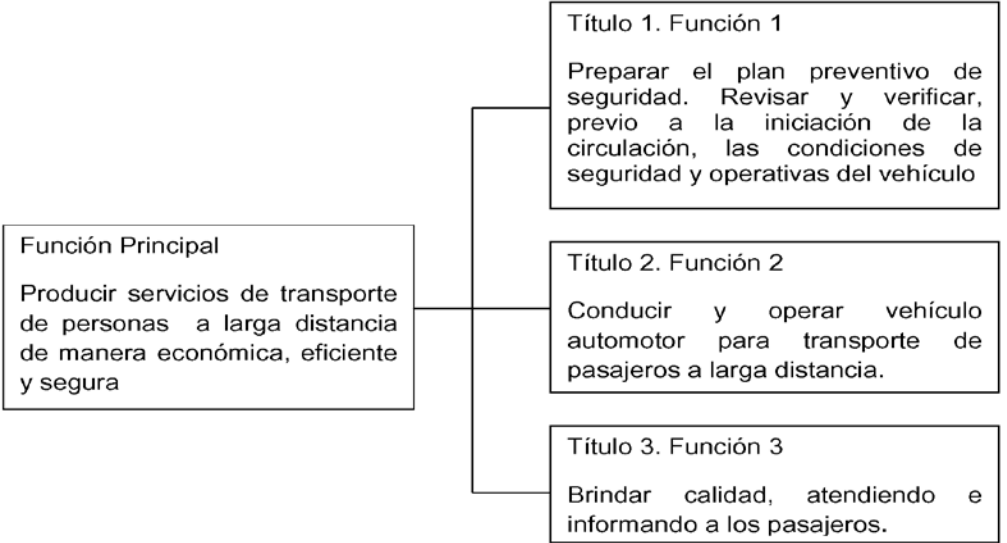 Título 1. Función 1
Preparar el plan preventivo de
seguridad. Revisar y verificar,
previo a la iniciación de la
circulación, las condiciones de
seguridad y operativas del vehículo
Función Principal
Producir servicios de transporte
de personas a larga distancia
de manera económica, eficiente
y segura
Título 2. Función 2
Conducir y operar vehículo
automotor para transporte de
pasajeros a larga distancia.
Título 3. Función 3
Brindar calidad, atendiendo e
informando a los pasajeros.